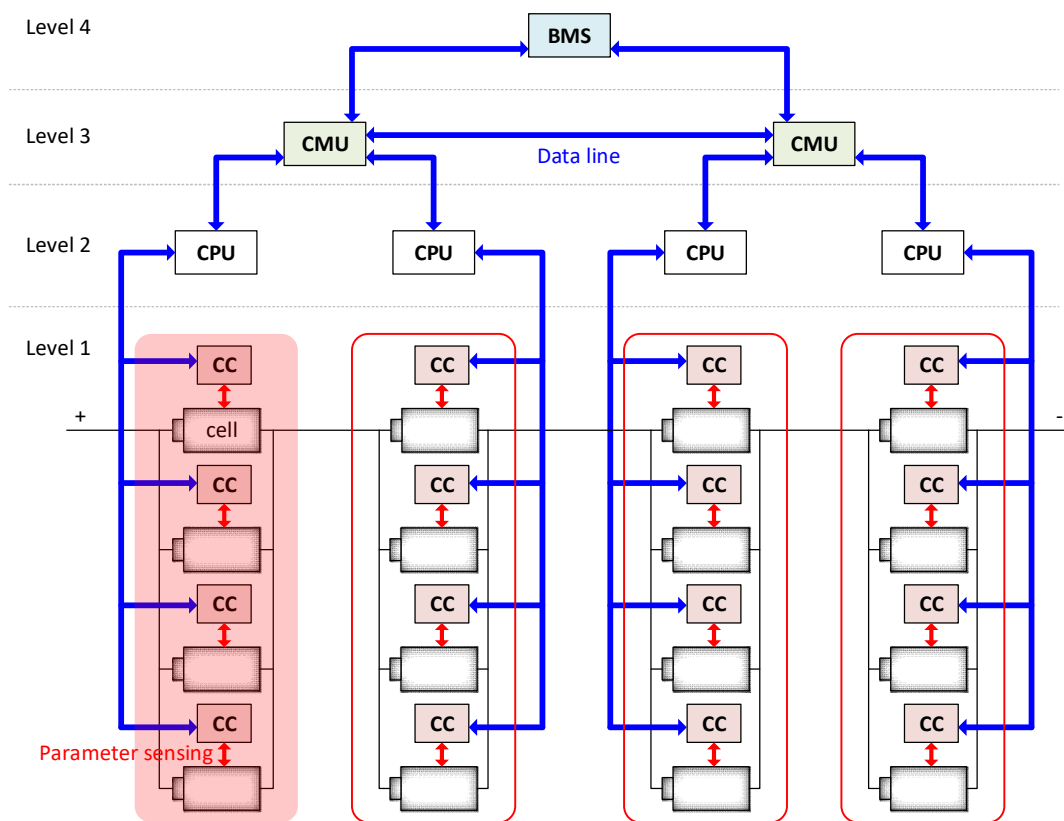 Level 4
BMS
Level 3
CMU
CMU
Data line
Level 2
CPU
CPU
CPU
CPU
Level 1
CC
CC
CC
CC
+
-
cell
CC
CC
CC
CC
CC
CC
CC
CC
CC
CC
CC
CC
Parameter sensing